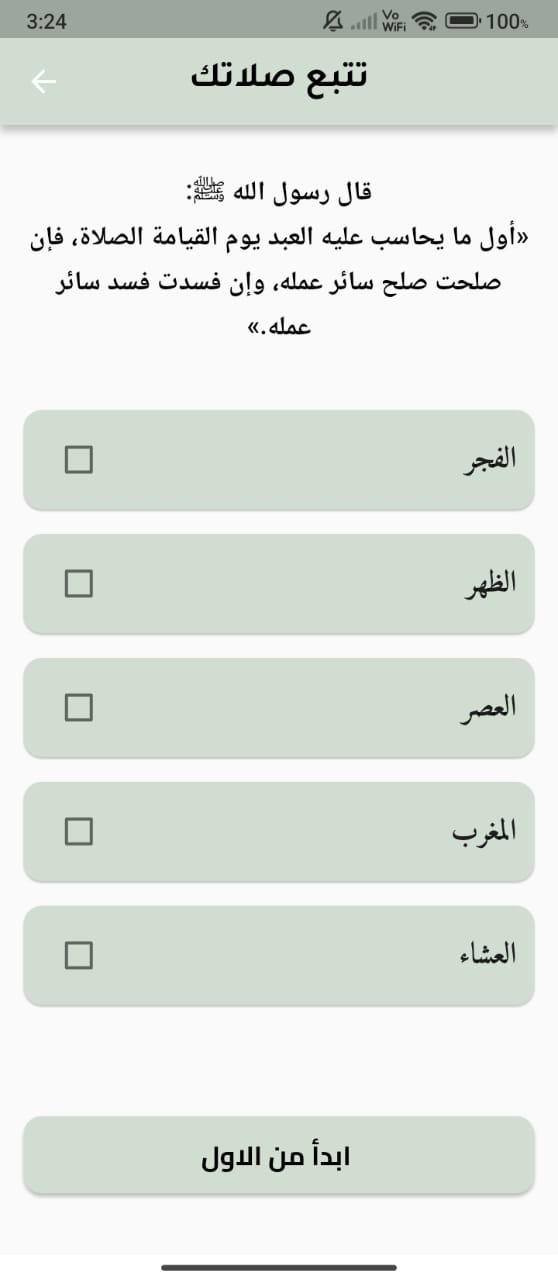 3:24
Vo WiFi
100%
تتبع صلاتك
قال رسول الله ﷺ:
«أول ما يحاسب عليه العبد يوم القيامة الصلاة، فإن
صلحت صلح سائر عمله، وإن فسدت فسد سائر
عمله.»
الفجر
الظهر
العصر
المغرب
العشاء
ابدأ من الاول